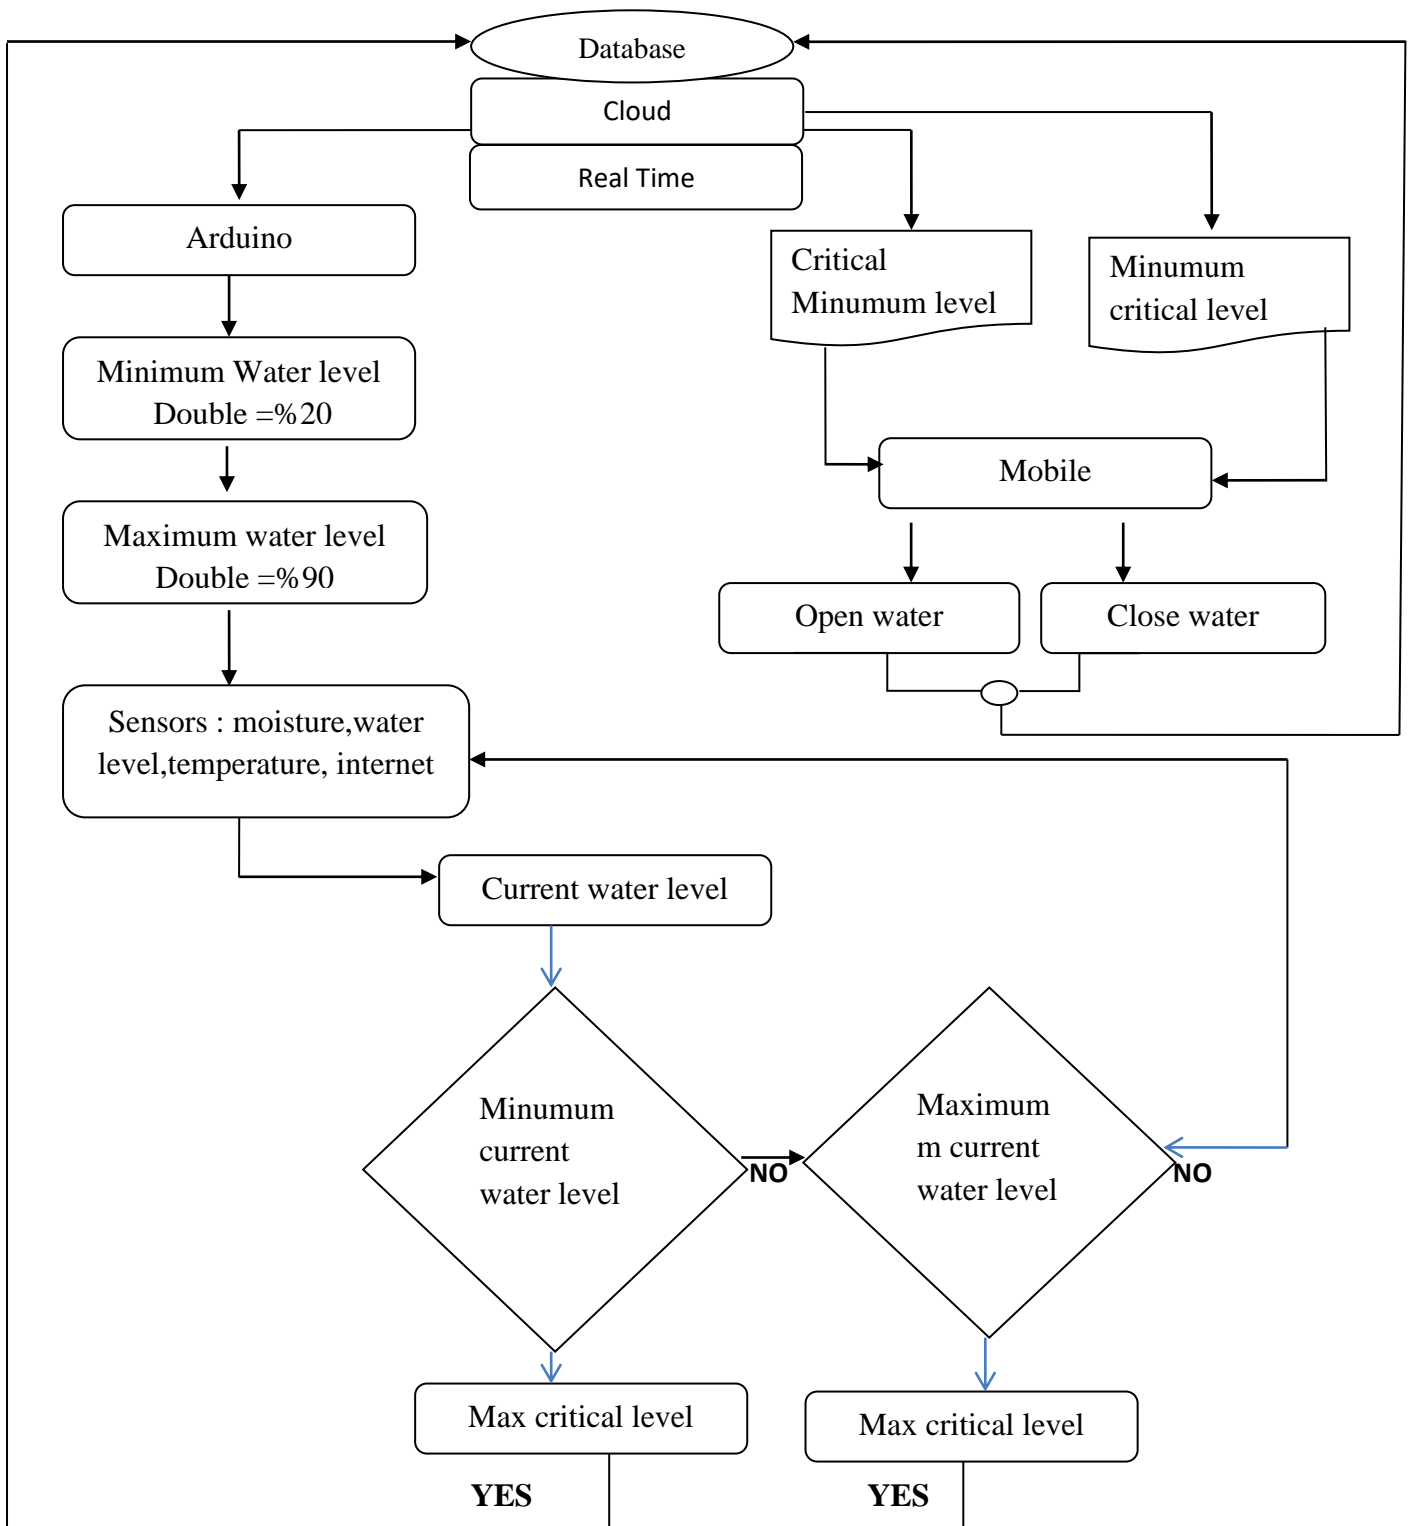 Database
Cloud
Real Time
Arduino
Critical
Minumum level
Minumum
critical level
Minimum Water level
Double =%20
Mobile
Maximum water level
Double =%90
Open water
Close water
Sensors : moisture,water
level,temperature, internet
Current water level
Minumum
current
water level
NO
Maximum
m current
water level
NO
Max critical level
Max critical level
YES
YES